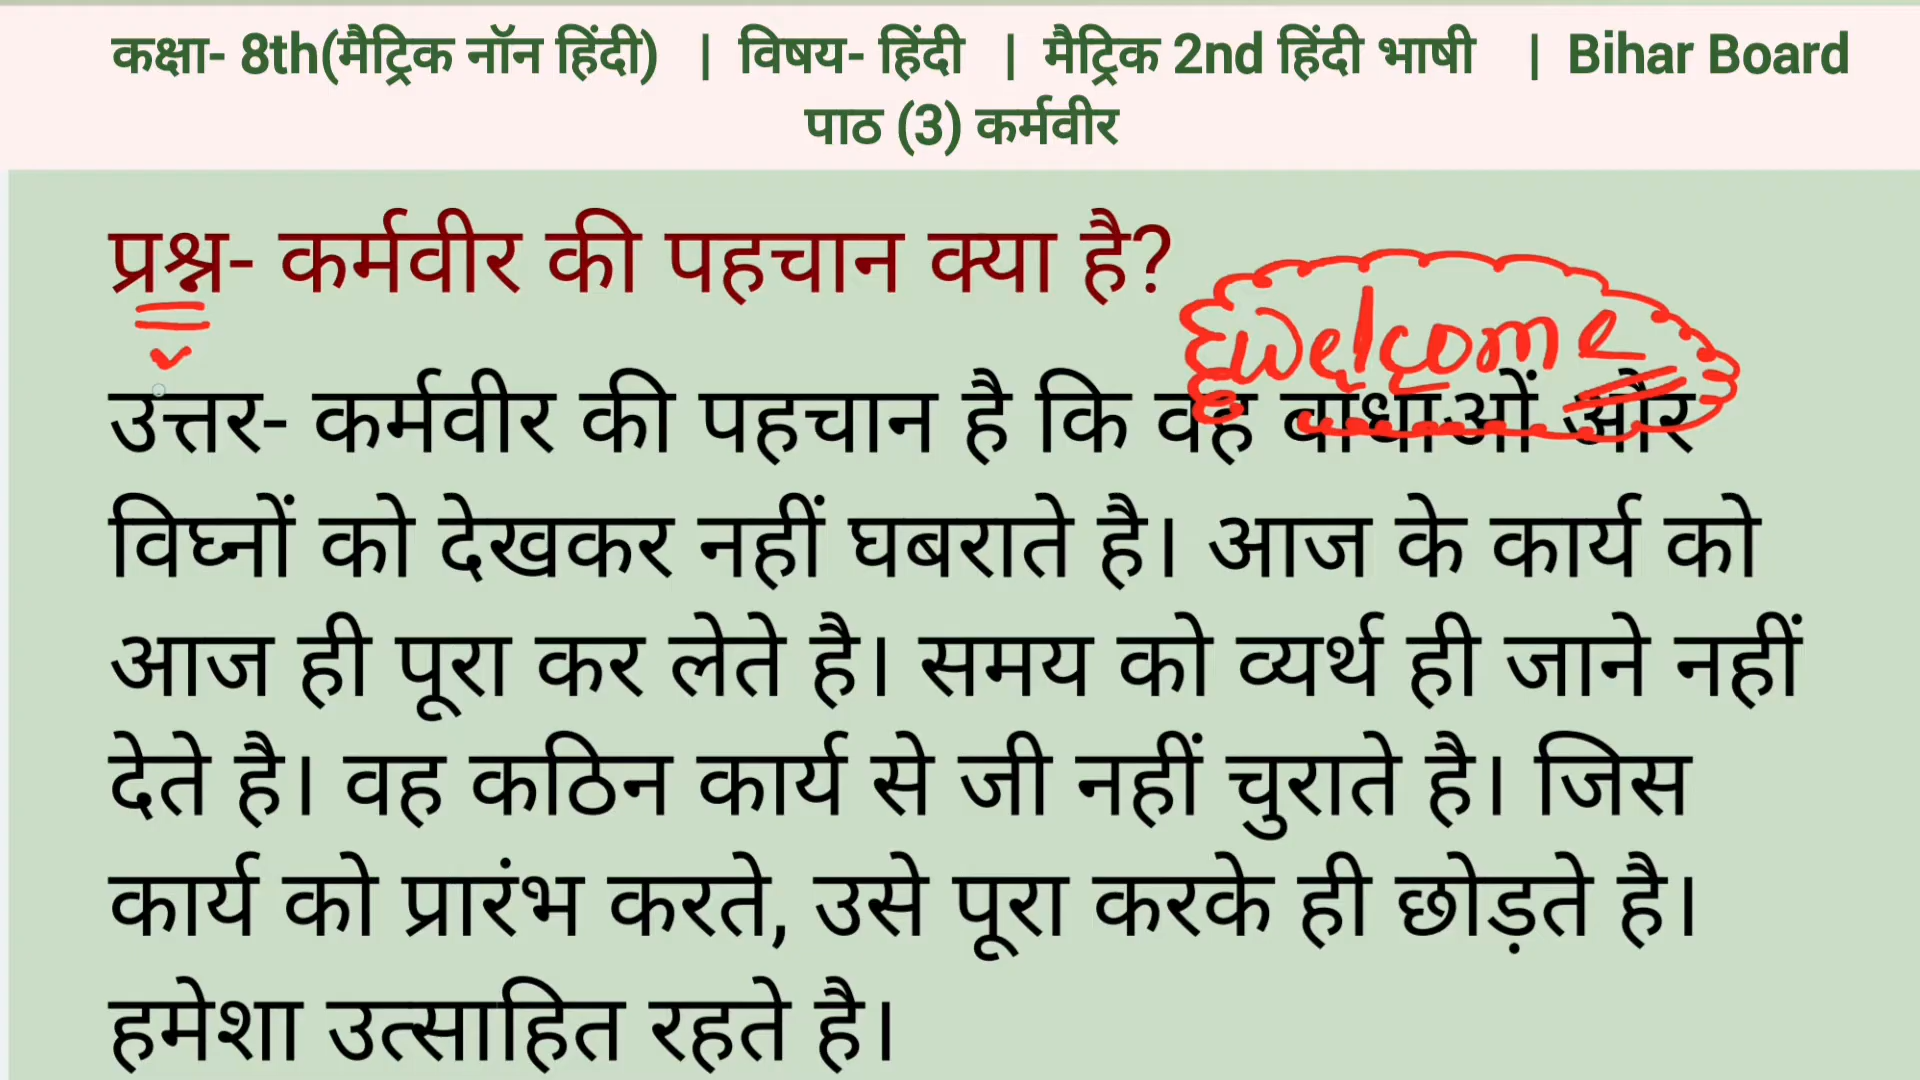 कक्षा- 8th(मैट्रिक नॉन हिंदी) | विषय- हिंदी | मैट्रिक 2nd हिंदी भाषी | Bihar Board
पाठ (3) कर्मवीर
प्रश्न- कर्मवीर की पहचान क्या है?
Welcome
उत्तर- कर्मवीर की पहचान है कि वह बाधाओं और
विघ्नों को देखकर नहीं घबराते है। आज के कार्य को
आज ही पूरा कर लेते है। समय को व्यर्थ ही जाने नहीं
देते है। वह कठिन कार्य से जी नहीं चुराते है। जिस
कार्य को प्रारंभ करते, उसे पूरा करके ही छोड़ते है।
हमेशा उत्साहित रहते है।